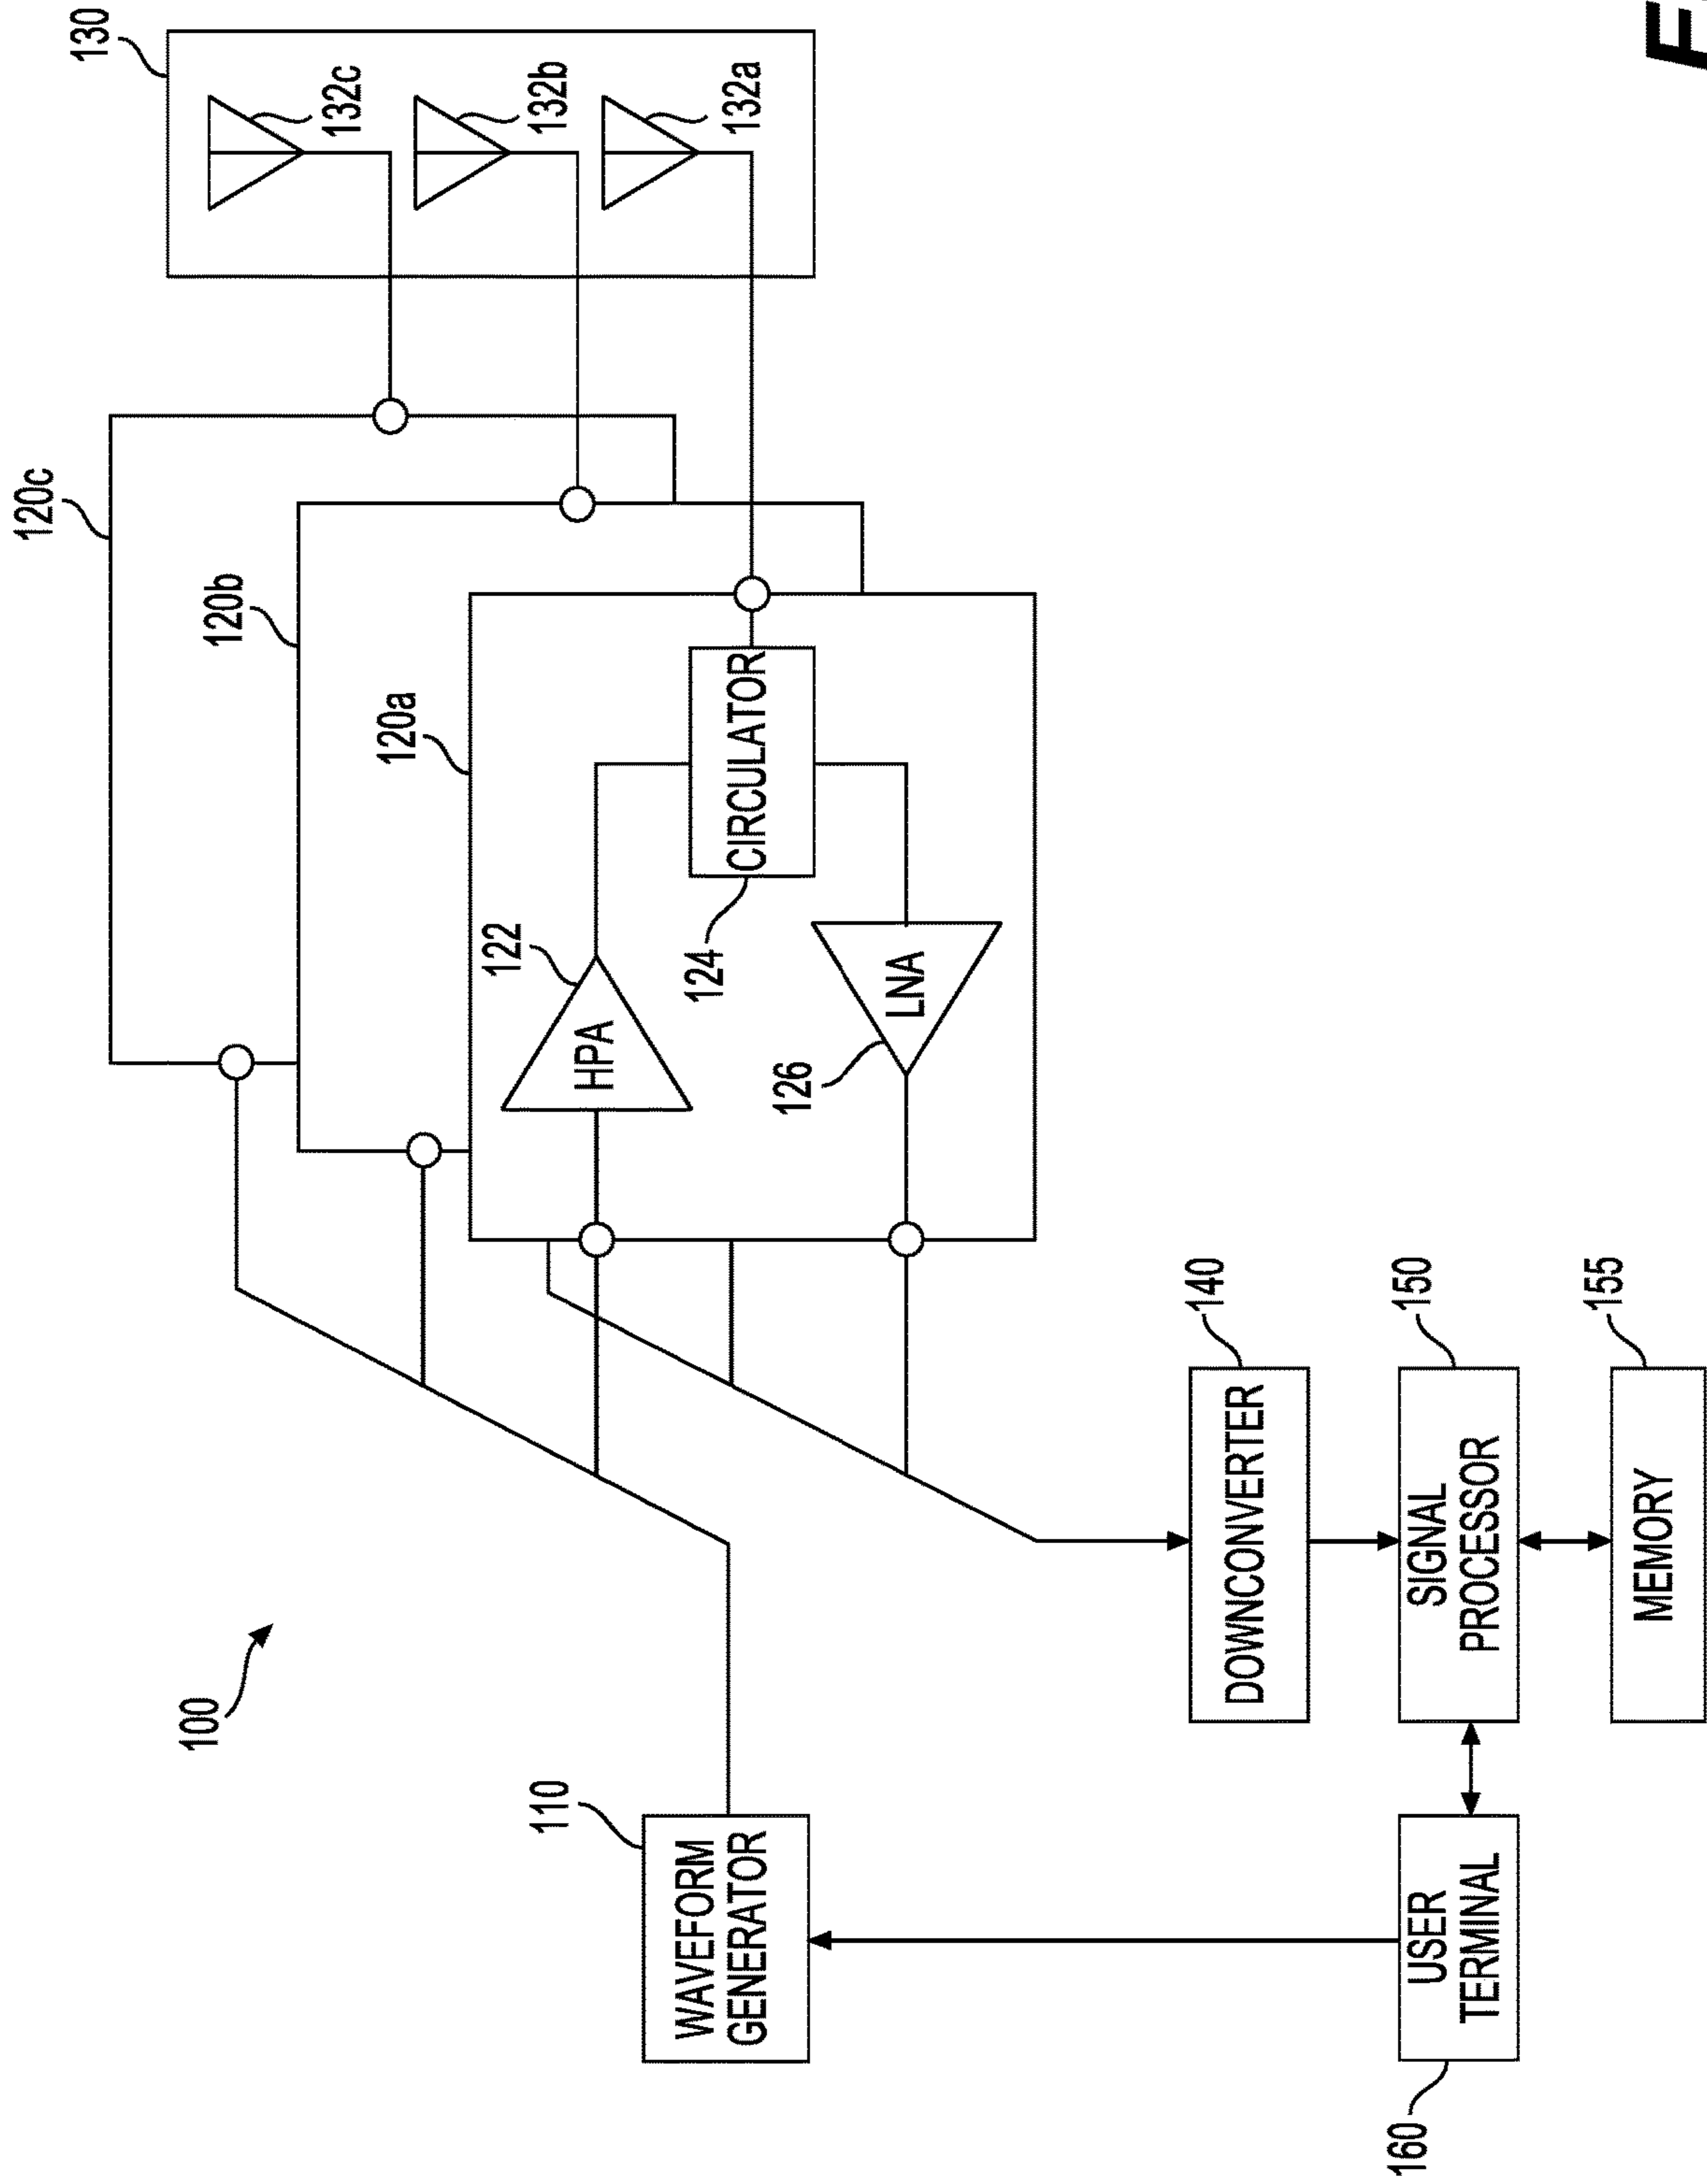 130
132c
132b
132a
120c
120b
120a
122
HPA
CIRCULATOR
124
LNA
126
100
110
WAVEFORM
GENERATOR
140
DOWNCONVERTER
150
SIGNAL
PROCESSOR
155
MEMORY
USER
TERMINAL
160